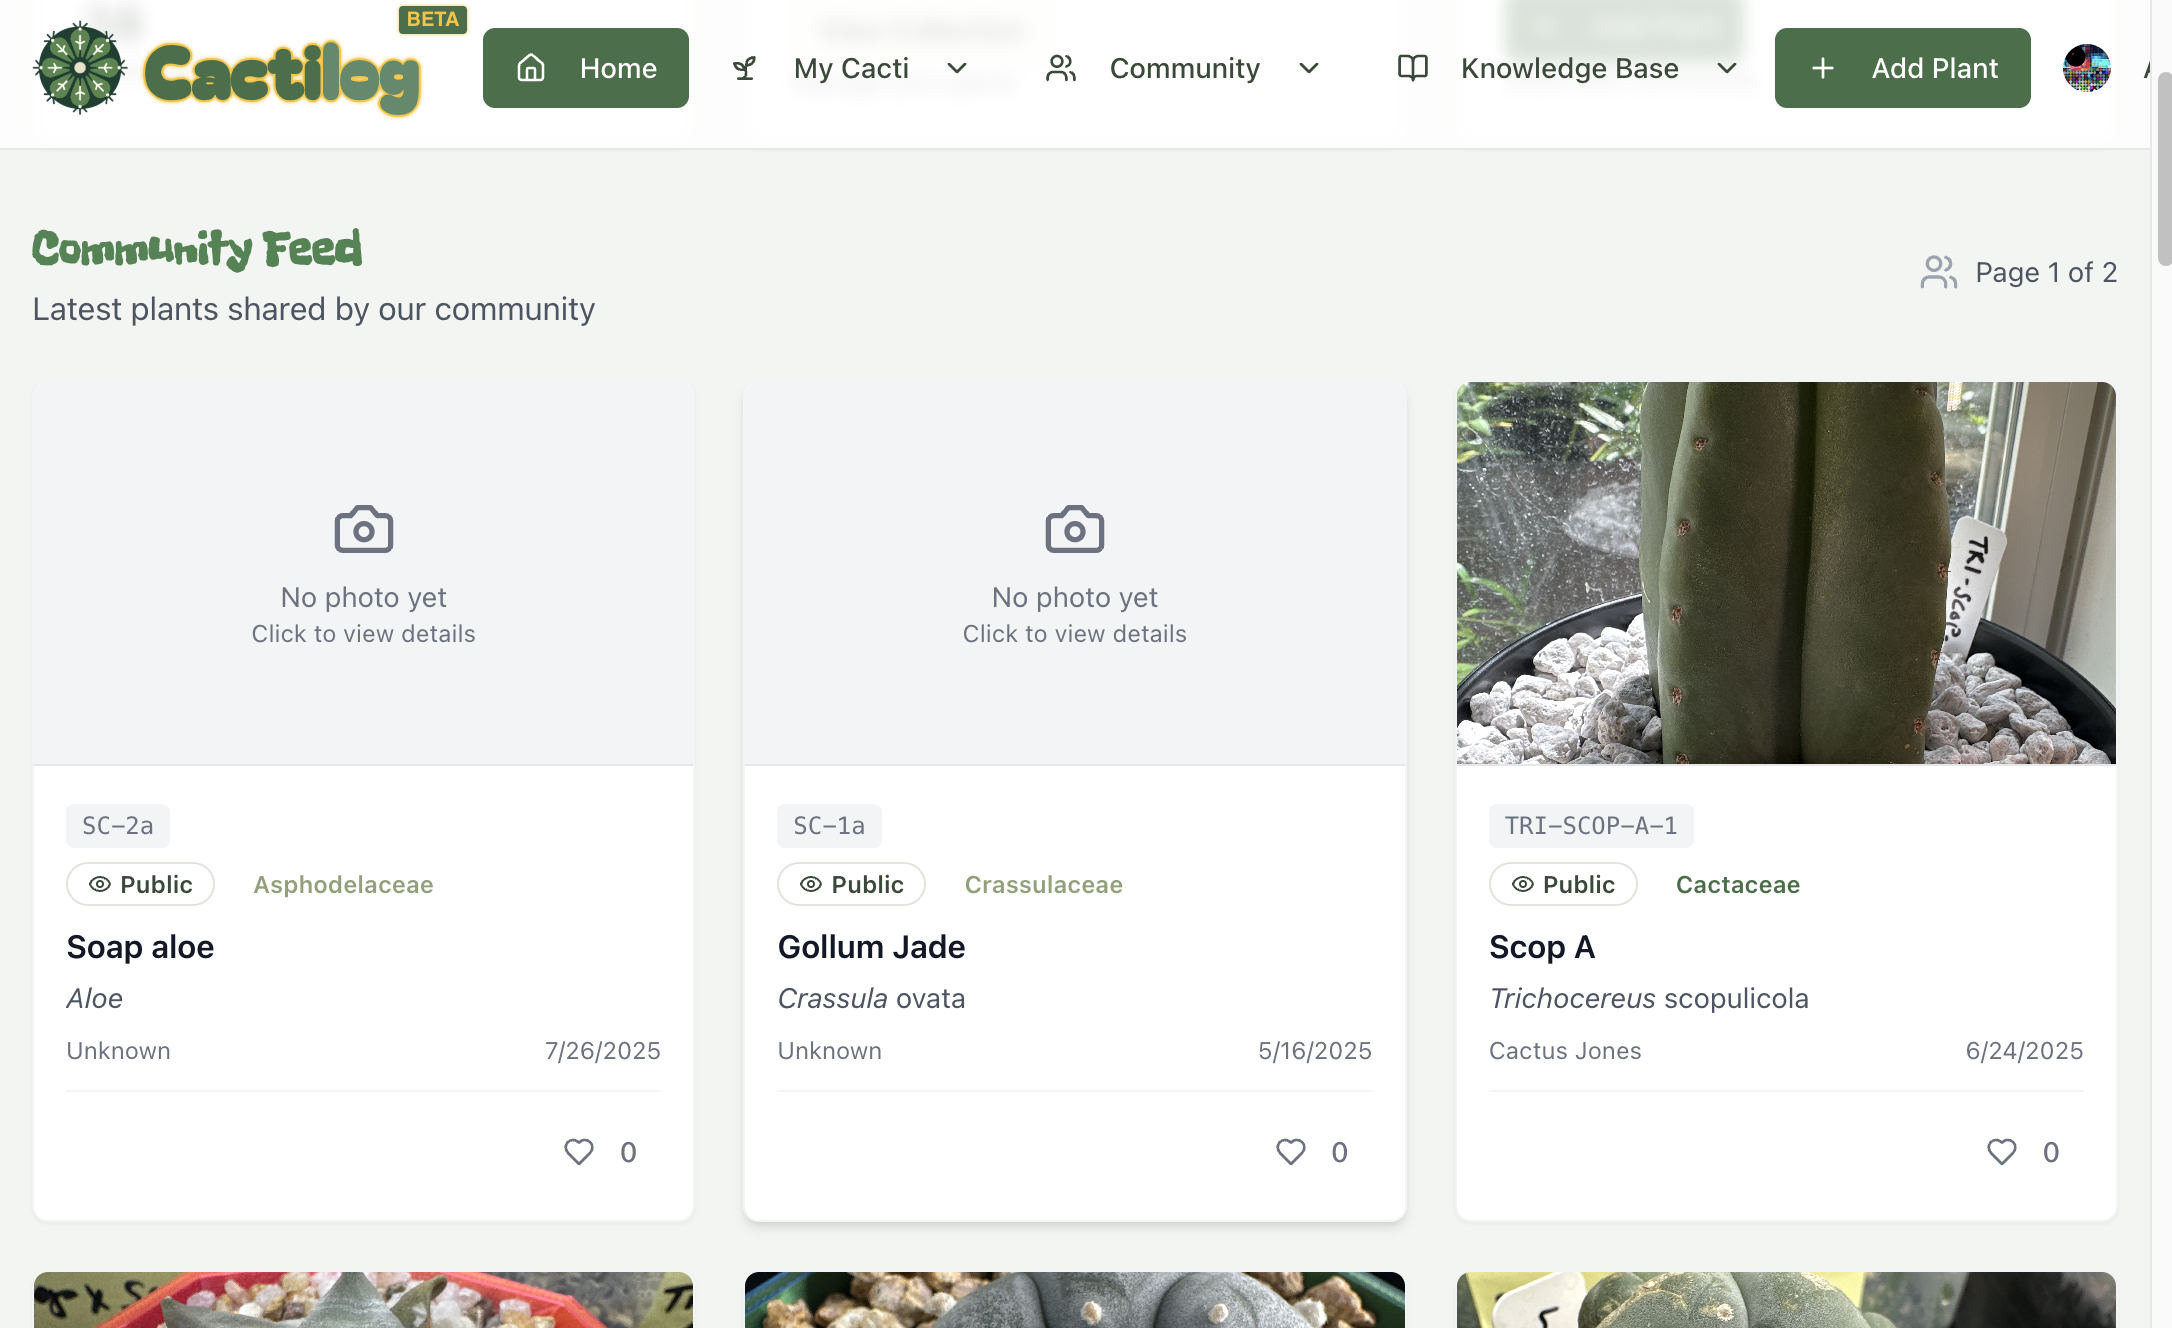 BETA
Cactilog
Home
My Cacti
Community
Knowledge Base
Add Plant
Community Feed
Latest plants shared by our community
Page 1 of 2
No photo yet
Click to view details
SC-2a
Public
Asphodelaceae
Soap aloe
Aloe
Unknown
7/26/2025
0
No photo yet
Click to view details
SC-1a
Public
Crassulaceae
Gollum Jade
Crassula ovata
Unknown
5/16/2025
0
TRI-Scop.
TRI-SCOP-A-1
Public
Cactaceae
Scop A
Trichocereus scopulicola
Cactus Jones
6/24/2025
0